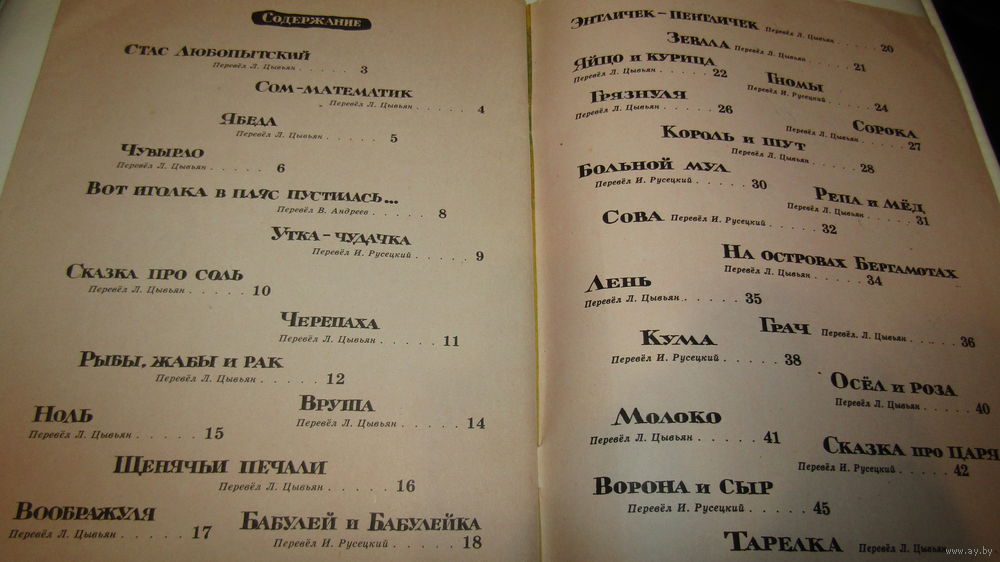 Содержание
Стас Любопытский
Перевёл Л. Цывьян . . . . . . 3
Сом-математик
Перевёл Л. Цывьян . . . . . . 4
Ябеда
Перевёл Л. Цывьян . . . . . . 5
Чувырло
Перевёл Л. Цывьян . . . . . . 6
Вот иголка в пляс пустилась...
Перевёл В. Андреев . . . . . . 8
Утка-чудачка
Перевёл И. Русецкий . . . . . . 9
Сказка про соль
Перевёл Л. Цывьян . . . . . . 10
Черепаха
Перевёл Л. Цывьян . . . . . . 11
Рыбы, жабы и рак
Перевёл Л. Цывьян . . . . . . 12
Вруша
Перевёл Л. Цывьян . . . . . . 14
Ноль
Перевёл Л. Цывьян . . . . . . 15
Щенячьи печали
Перевёл Л. Цывьян . . . . . . 16
Воображуля
Перевёл Л. Цывьян . . . . . . 17
Бабулей и Бабулейка
Перевёл И. Русецкий . . . . . . 18
Энтличек-пентличек Перевёл Л. Цывьян . . . . . 20
Зевала
Перевёл Л. Цывьян . . . . . . 21
Яйцо и курица
Перевёл Л. Цывьян . . . . . . 22
Гномы
Перевёл И. Русецкий . . . . . . 24
Грязнуля
Перевёл Л. Цывьян . . . . . . 26
Сорока
Перевёл Л. Цывьян . . . . . . 27
Король и шут
Перевёл Л. Цывьян . . . . . . 28
Больной мул
Перевёл И. Русецкий . . . . . . 30
Репа и мёд
Перевёл Л. Цывьян . . . . . . 31
Сова Перевёл И. Русецкий . . . . . . 32
На островах Бергамотах
Перевёл Л. Цывьян . . . . . . 34
Лень
Перевёл Л. Цывьян . . . . . . 35
Грач Перевёл Л. Цывьян . . . . . . 36
Кума
Перевёл И. Русецкий . . . . . . 38
Осёл и роза
Перевёл Л. Цывьян . . . . . . 40
Молоко
Перевёл Л. Цывьян . . . . . . 41
Сказка про царя
Перевёл И. Русецкий . . . . . . 42
Ворона и Сыр
Перевёл И. Русецкий . . . . . . 45
Тарелка Перевёл Л. Цывьян
www.ay.by